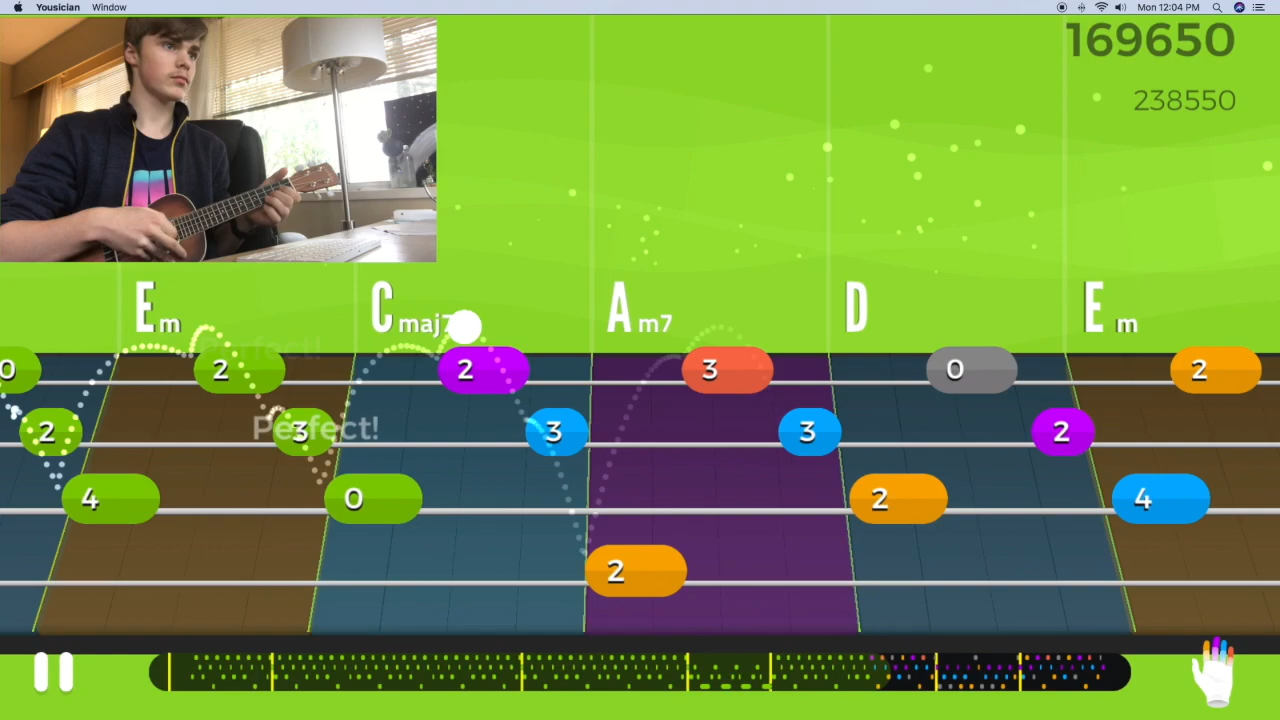 Yousician Window Mon 12:04 PM
169650
238550
Em Cmaj7 Am7 D Em
Perfect!
0 2 2 3 0 2
2 3 3 3 2
Perfect!
4 0 2 4
2